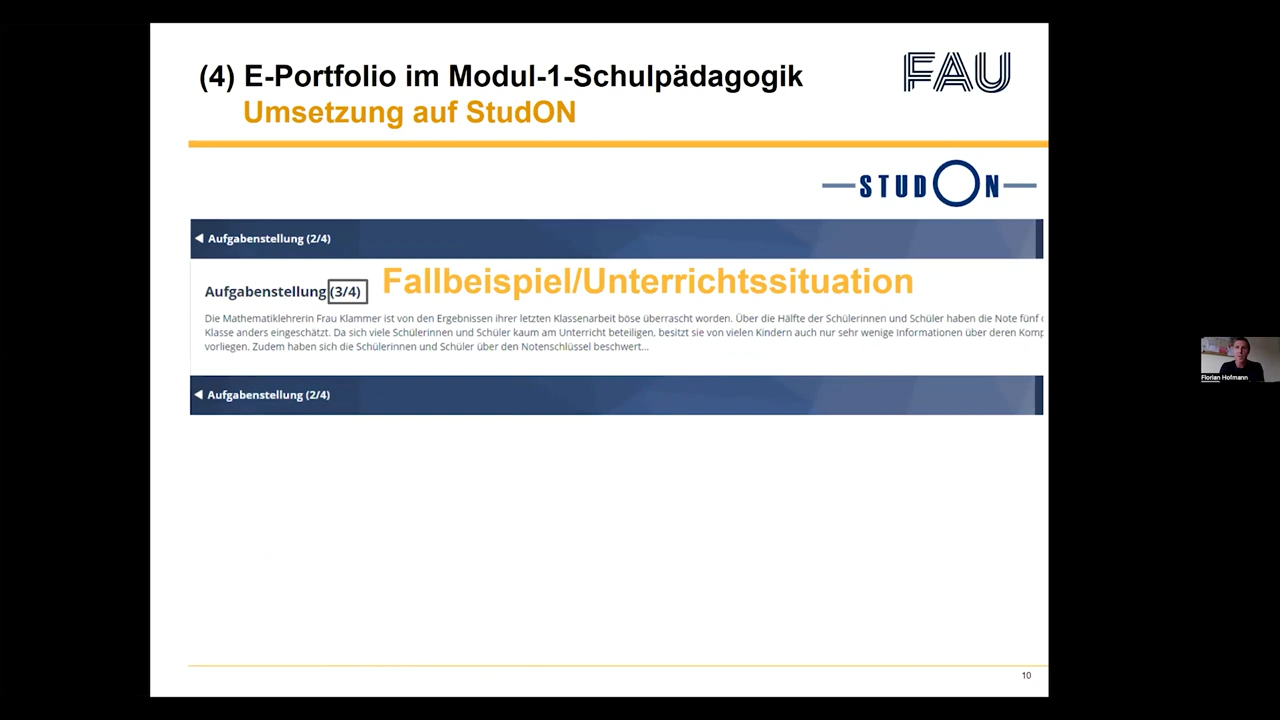 (4) E-Portfolio im Modul-1-Schulpädagogik
Umsetzung auf StudON
FAU
STUDON
Aufgabenstellung (2/4)
Aufgabenstellung (3/4)
Fallbeispiel/Unterrichtssituation
Die Mathematiklehrerin Frau Klammer ist von den Ergebnissen ihrer letzten Klassenarbeit böse überrascht worden. Über die Hälfte der Schülerinnen und Schüler haben die Note fünf
Klasse anders eingeschätzt. Da sich viele Schülerinnen und Schüler kaum am Unterricht beteiligen, besitzt sie von vielen Kindern auch nur sehr wenige Informationen über deren Komp
vorliegen. Zudem haben sich die Schülerinnen und Schüler über den Notenschlüssel beschwert...
Aufgabenstellung (2/4)
Florian Hofmann
10